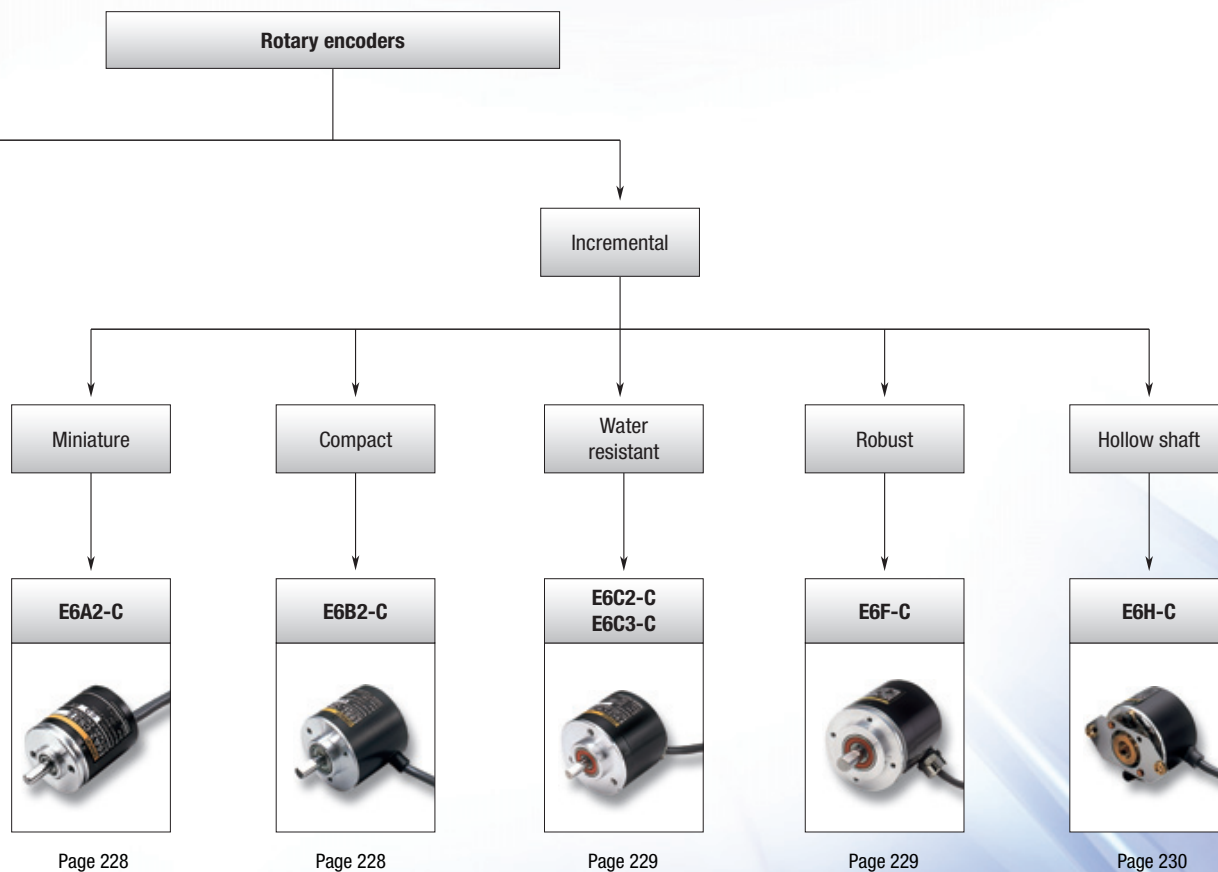 Rotary encoders
Incremental
Miniature
Compact
Water
resistant
Robust
Hollow shaft
E6A2-C
E6B2-C
E6C2-C
E6C3-C
E6F-C
E6H-C
Page 228
Page 228
Page 229
Page 229
Page 230